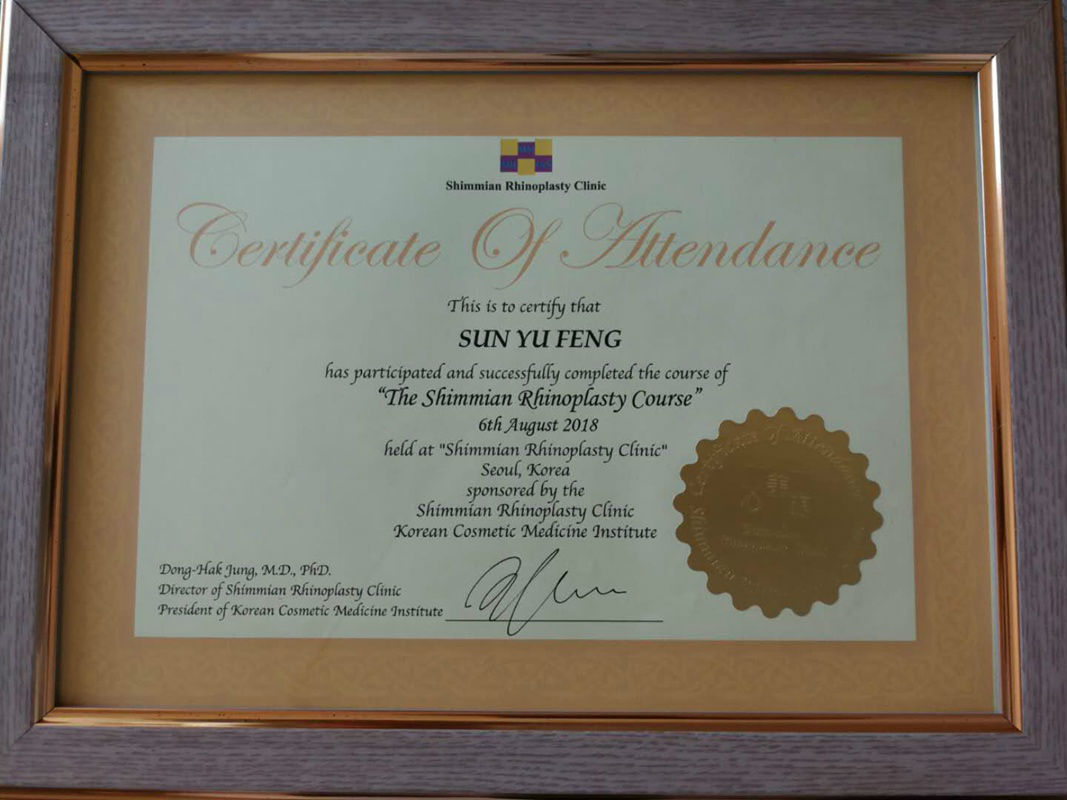 Shimmian Rhinoplasty Clinic
Certificate Of Attendance
This is to certify that
SUN YU FENG
has participated and successfully completed the course of
“The Shimmian Rhinoplasty Course”
6th August 2018
held at "Shimmian Rhinoplasty Clinic"
Seoul, Korea
sponsored by the
Shimmian Rhinoplasty Clinic
Korean Cosmetic Medicine Institute
Certificate Of Attendance
Dong-Hak Jung, M.D., PhD.
Director of Shimmian Rhinoplasty Clinic
President of Korean Cosmetic Medicine Institute